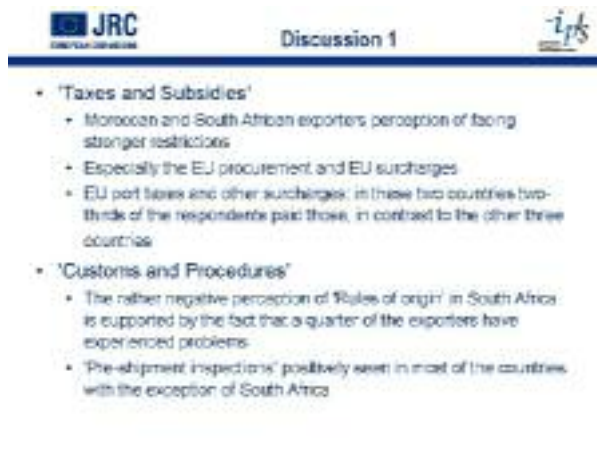 JRC
EUROPEAN COMMISSION
Discussion 1
ipts
• 'Taxes and Subsidies'
• Moroccan and South African exporters perception of facing
stronger restrictions
• Especially the EU procurement and EU surcharges
• EU port taxes and other surcharges: in these two countries two-
thirds of the respondents paid those, in contrast to the other three
countries
• 'Customs and Procedures'
• The rather negative perception of 'Rules of origin' in South Africa
is supported by the fact that a quarter of the exporters have
experienced problems
• 'Pre-shipment inspections' positively seen in most of the countries
with the exception of South Africa